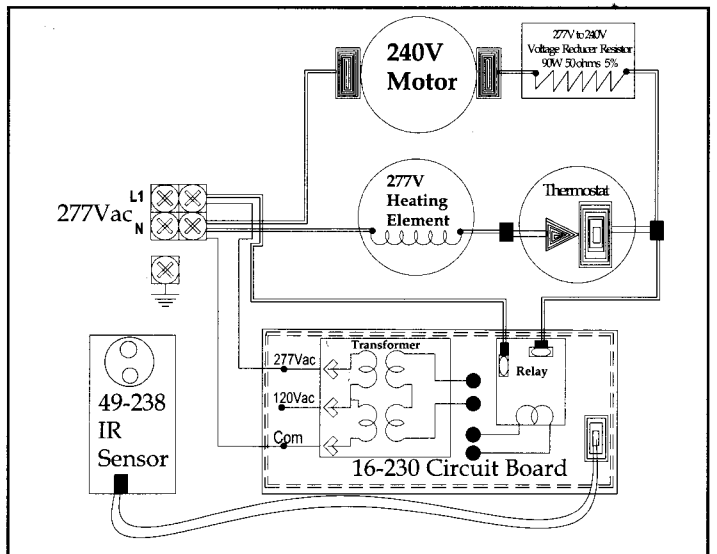 240V
Motor
277V to 240V
Voltage Reducer Resistor
90W 50 ohms 5%
277V
Heating
Element
Thermostat
L1
277Vac
N
49-238
IR
Sensor
277Vac
120Vac
Com
Transformer
Relay
16-230 Circuit Board